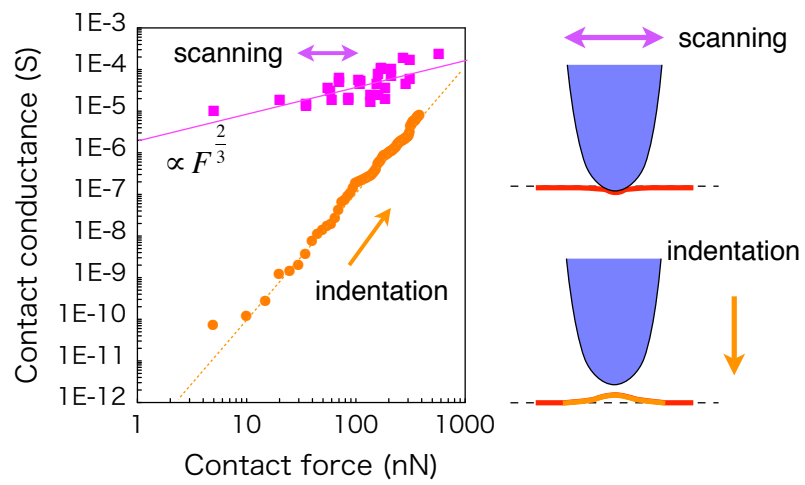 Contact conductance (S)
1E-3
1E-4
1E-5
1E-6
1E-7
1E-8
1E-9
1E-10
1E-11
1E-12
scanning
∝ F^{2/3}
indentation
1
10
100
1000
Contact force (nN)
scanning
indentation